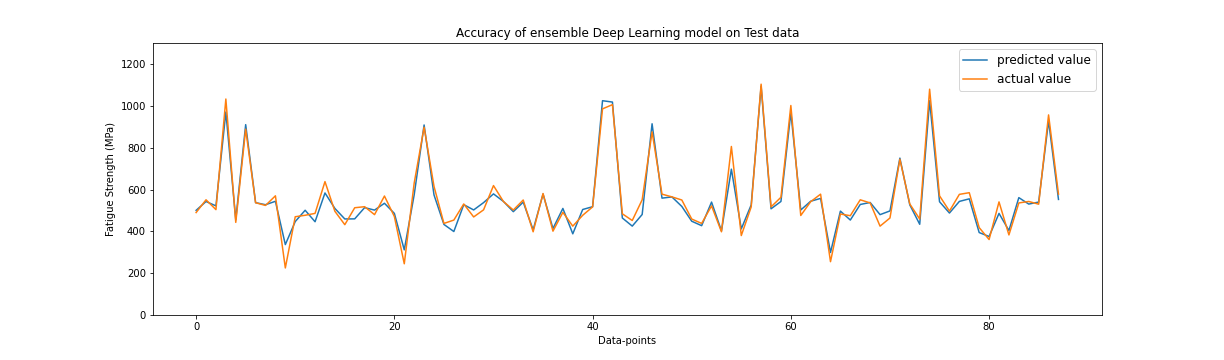 Accuracy of ensemble Deep Learning model on Test data
predicted value
actual value
Fatigue Strength (MPa)
1200
1000
800
600
400
200
0
0 20 40 60 80
Data-points